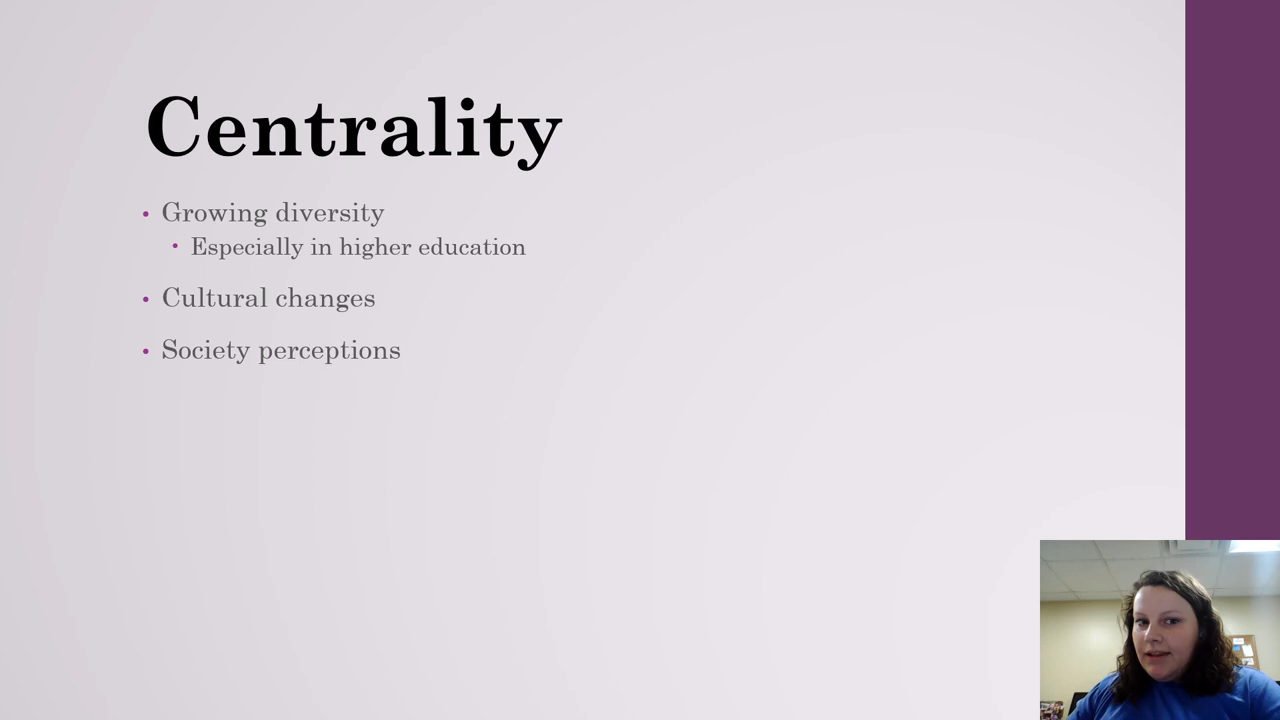 Centrality
• Growing diversity
• Especially in higher education
• Cultural changes
• Society perceptions